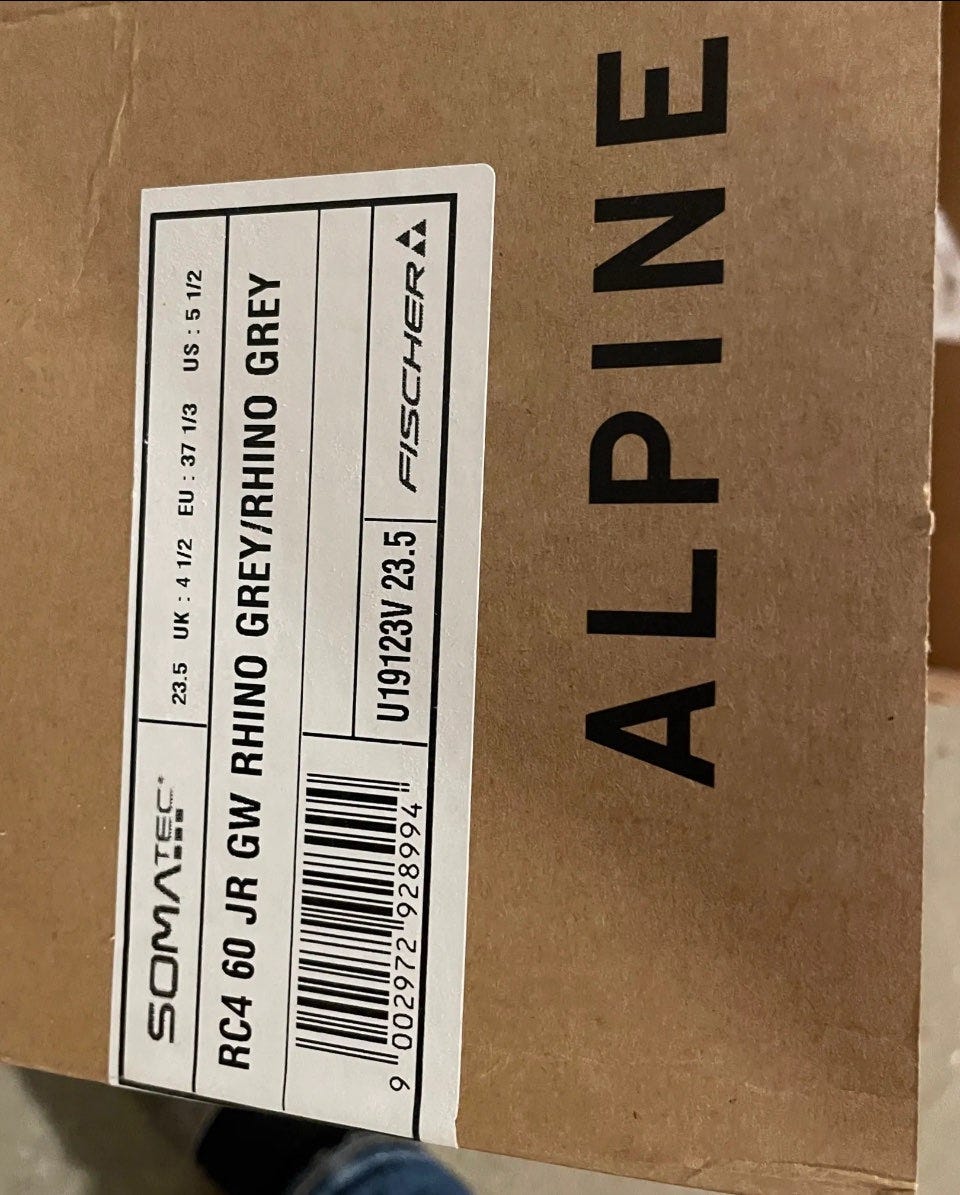 SOMATEC 23.5 UK : 4 1/2 EU : 37 1/3 US : 5 1/2
RC4 60 JR GW RHINO GREY/RHINO GREY
9 002972 928994
U19123V 23.5 FISCHER
ALPINE